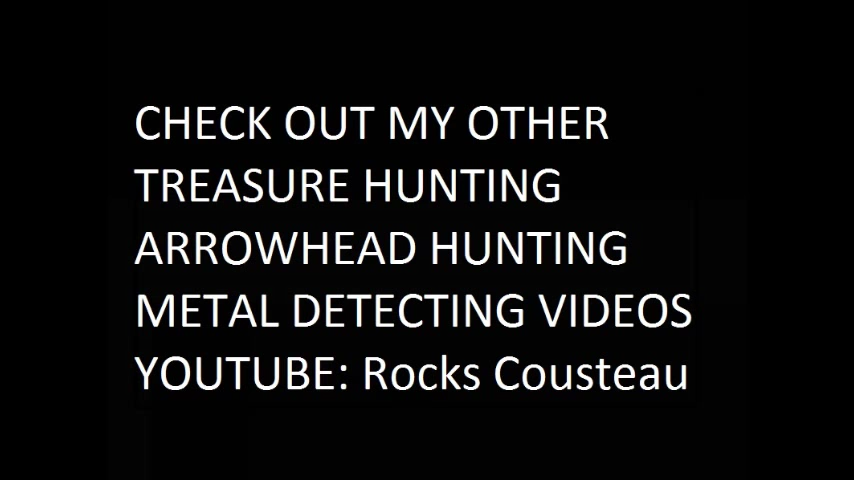 CHECK OUT MY OTHER
TREASURE HUNTING
ARROWHEAD HUNTING
METAL DETECTING VIDEOS
YOUTUBE: Rocks Cousteau